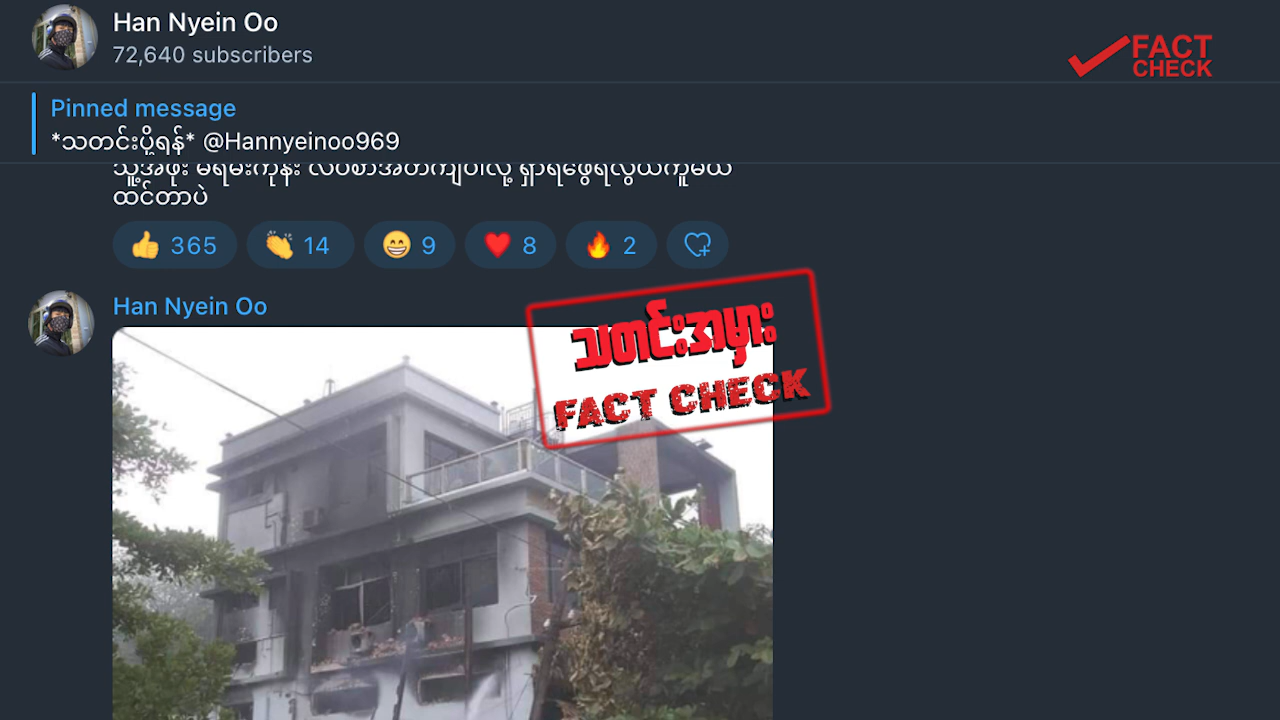 Han Nyein Oo
72,640 subscribers
FACT
CHECK
Pinned message
*သတင်းပို့ရန်* @Hannyeinoo969
ထင်တာပဲ
👍 365 👏 14 😁 9 ❤️ 8 🔥 2
Han Nyein Oo
သတင်းအမှား
FACT CHECK